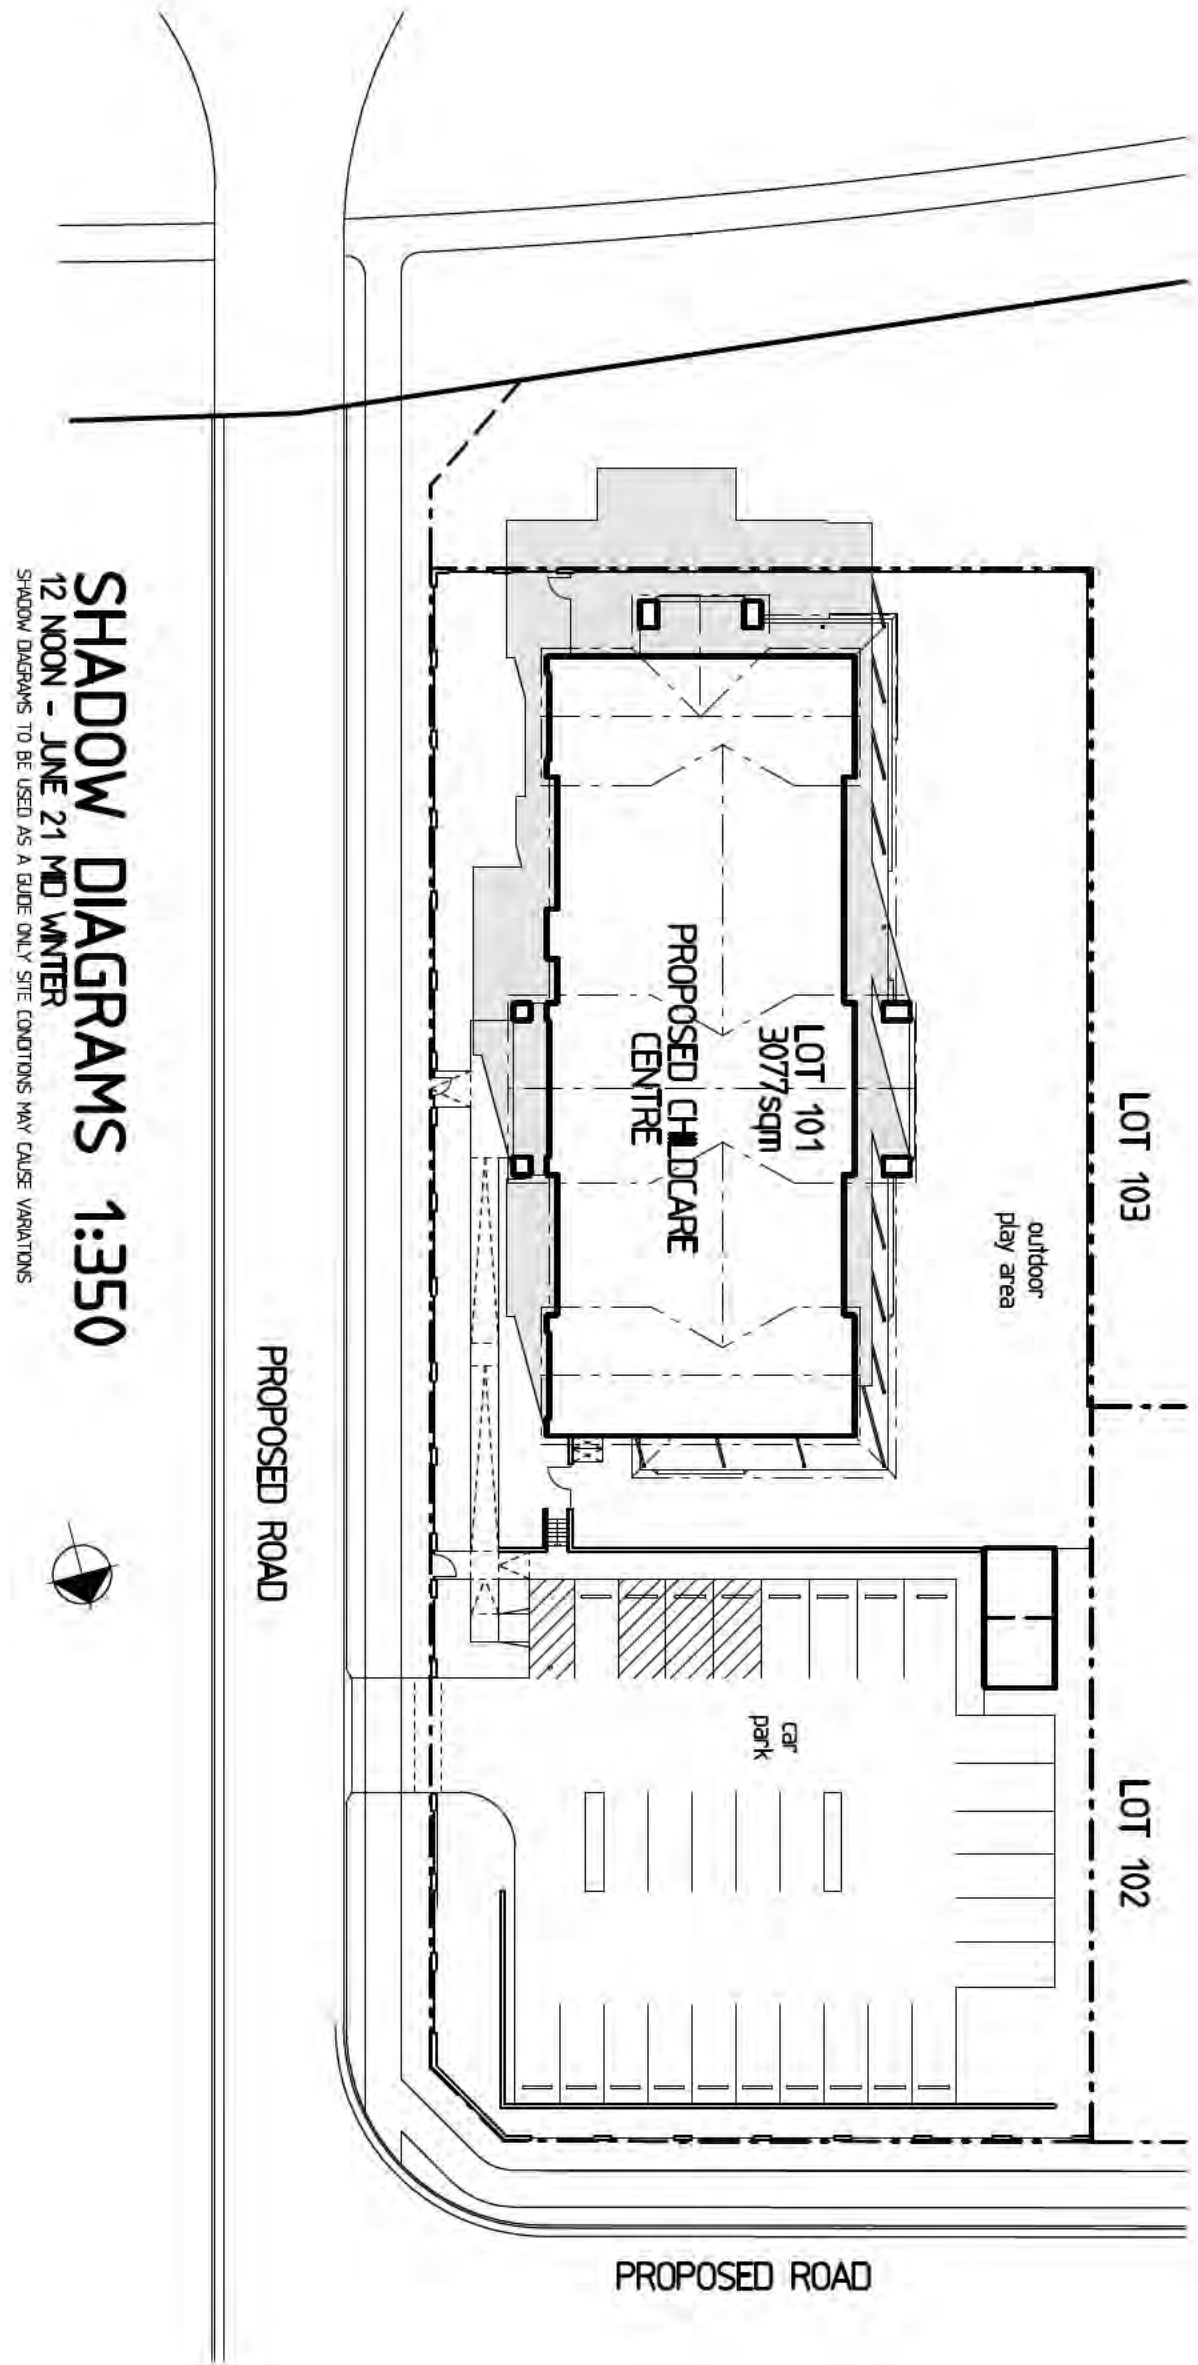 LOT 103
LOT 102
outdoor
play area
LOT 101
3077sqm
PROPOSED CHILDCARE
CENTRE
car
park
PROPOSED ROAD
PROPOSED ROAD
SHADOW DIAGRAMS 1:350
12 NOON - JUNE 21 MID WINTER
SHADOW DIAGRAMS TO BE USED AS A GUIDE ONLY SITE CONDITIONS MAY CAUSE VARIATIONS